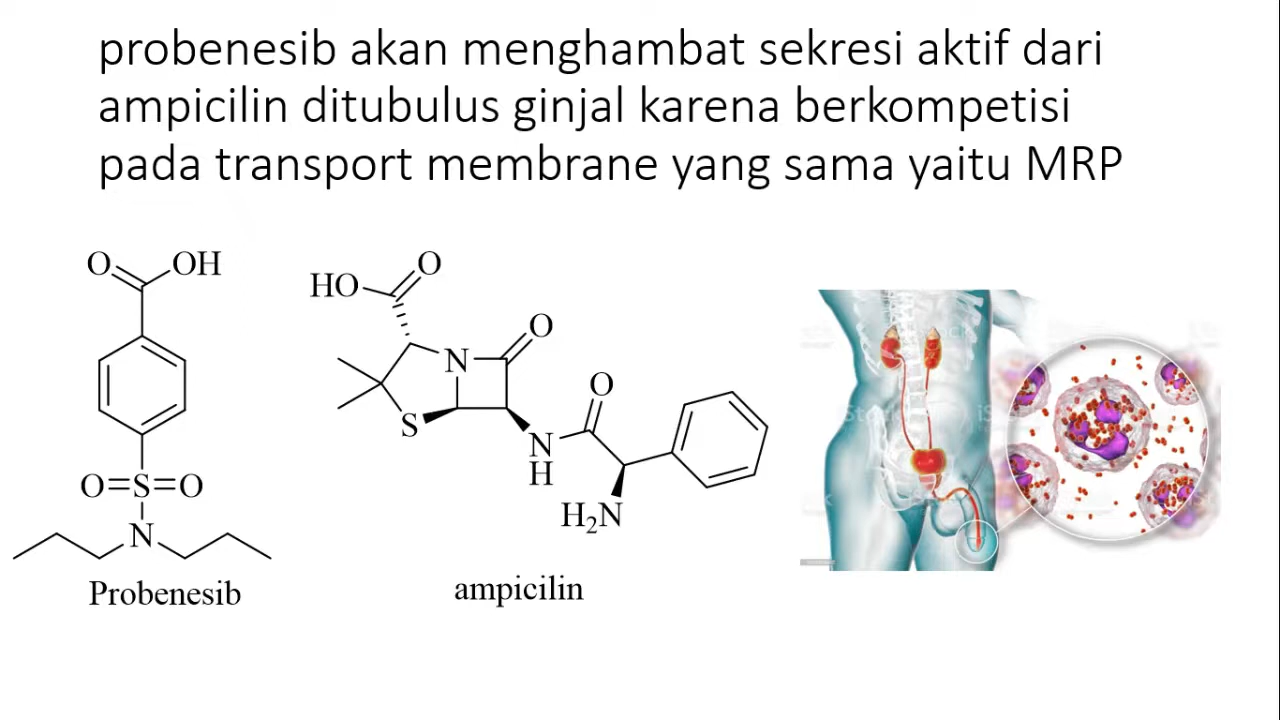 probenesib akan menghambat sekresi aktif dari
ampicilin ditubulus ginjal karena berkompetisi
pada transport membrane yang sama yaitu MRP
O OH
O=S=O
N
Probenesib
HO O
N O
S
O
N
H
H₂N
ampicilin